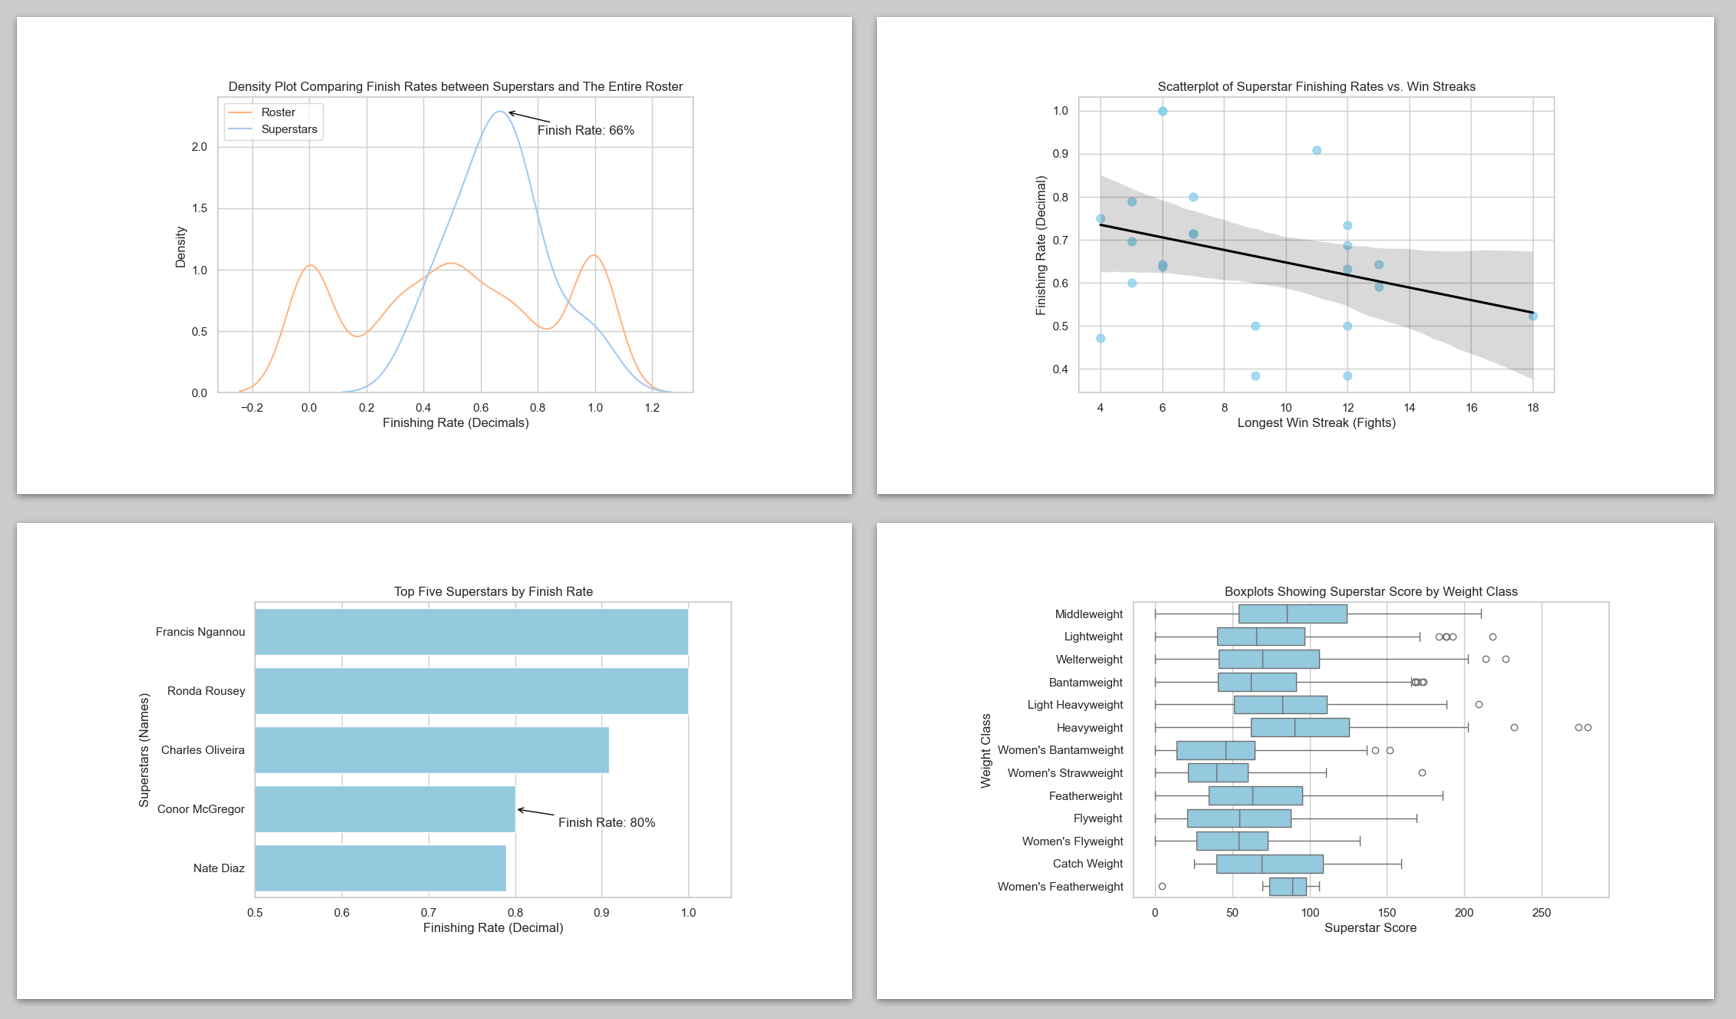 Density Plot Comparing Finish Rates between Superstars and The Entire Roster
Roster
Superstars
Finish Rate: 66%
Density
2.0
1.5
1.0
0.5
0.0
−0.2 0.0 0.2 0.4 0.6 0.8 1.0 1.2
Finishing Rate (Decimals)
Scatterplot of Superstar Finishing Rates vs. Win Streaks
Finishing Rate (Decimal)
1.0
0.9
0.8
0.7
0.6
0.5
0.4
4 6 8 10 12 14 16 18
Longest Win Streak (Fights)
Top Five Superstars by Finish Rate
Superstars (Names)
Francis Ngannou
Ronda Rousey
Charles Oliveira
Conor McGregor
Finish Rate: 80%
Nate Diaz
0.5 0.6 0.7 0.8 0.9 1.0
Finishing Rate (Decimal)
Boxplots Showing Superstar Score by Weight Class
Weight Class
Middleweight
Lightweight
Welterweight
Bantamweight
Light Heavyweight
Heavyweight
Women's Bantamweight
Women's Strawweight
Featherweight
Flyweight
Women's Flyweight
Catch Weight
Women's Featherweight
0 50 100 150 200 250
Superstar Score